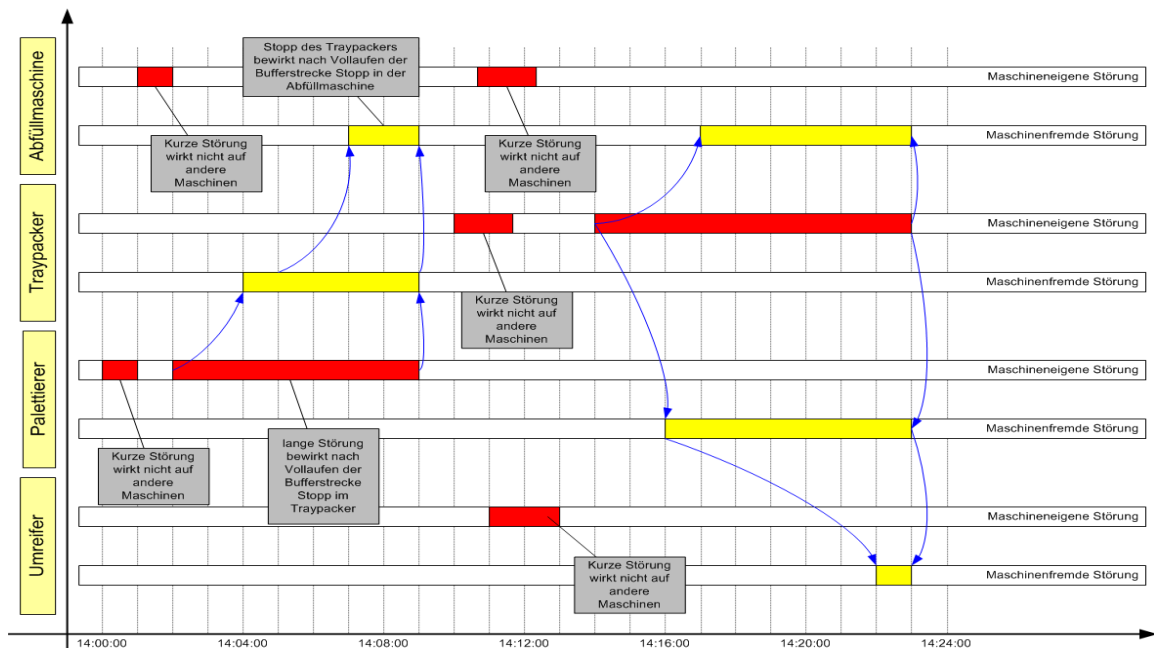 Abfüllmaschine
Stopp des Traypackers
bewirkt nach Vollaufen der
Bufferstrecke Stopp in der
Abfüllmaschine
Maschineneigene Störung
Kurze Störung
wirkt nicht auf
andere
Maschinen
Kurze Störung
wirkt nicht auf
andere
Maschinen
Maschinenfremde Störung
Traypacker
Maschineneigene Störung
Maschinenfremde Störung
Kurze Störung
wirkt nicht auf
andere
Maschinen
Palettierer
Maschineneigene Störung
Maschinenfremde Störung
Kurze Störung
wirkt nicht auf
andere
Maschinen
lange Störung
bewirkt nach
Vollaufen der
Bufferstrecke
Stopp im
Traypacker
Umreifer
Maschineneigene Störung
Maschinenfremde Störung
Kurze Störung
wirkt nicht auf
andere
Maschinen
14:00:00
14:04:00
14:08:00
14:12:00
14:16:00
14:20:00
14:24:00